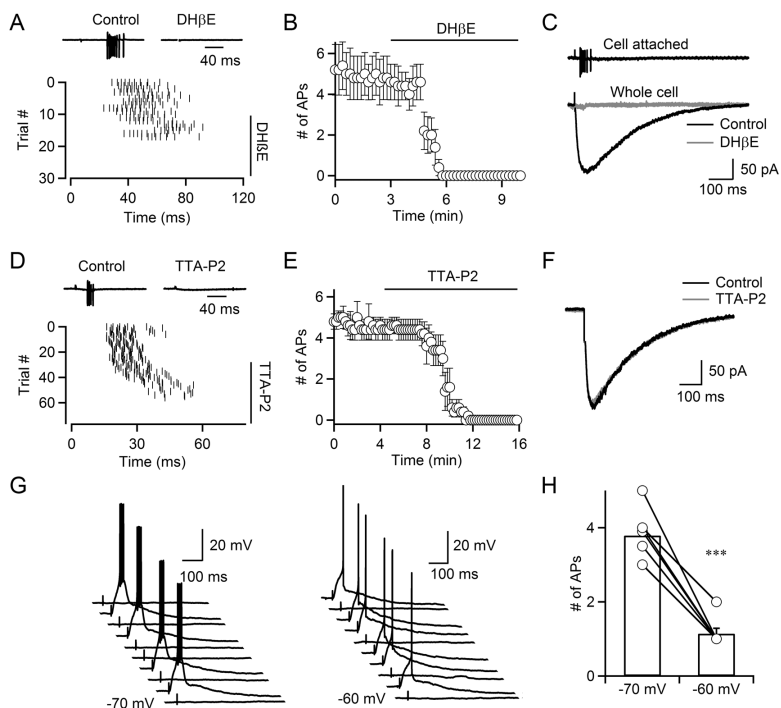 A
Control
DHβE
40 ms
Trial #
0
10
20
30
DHβE
0
40
80
120
Time (ms)
B
DHβE
# of APs
6
4
2
0
0
3
6
9
Time (min)
C
Cell attached
Whole cell
Control
DHβE
50 pA
100 ms
D
Control
TTA-P2
40 ms
Trial #
0
20
40
60
TTA-P2
0
30
60
Time (ms)
E
TTA-P2
# of APs
6
4
2
0
0
4
8
12
16
Time (min)
F
Control
TTA-P2
50 pA
100 ms
G
20 mV
100 ms
-70 mV
20 mV
100 ms
-60 mV
H
# of APs
4
2
0
***
-70 mV
-60 mV